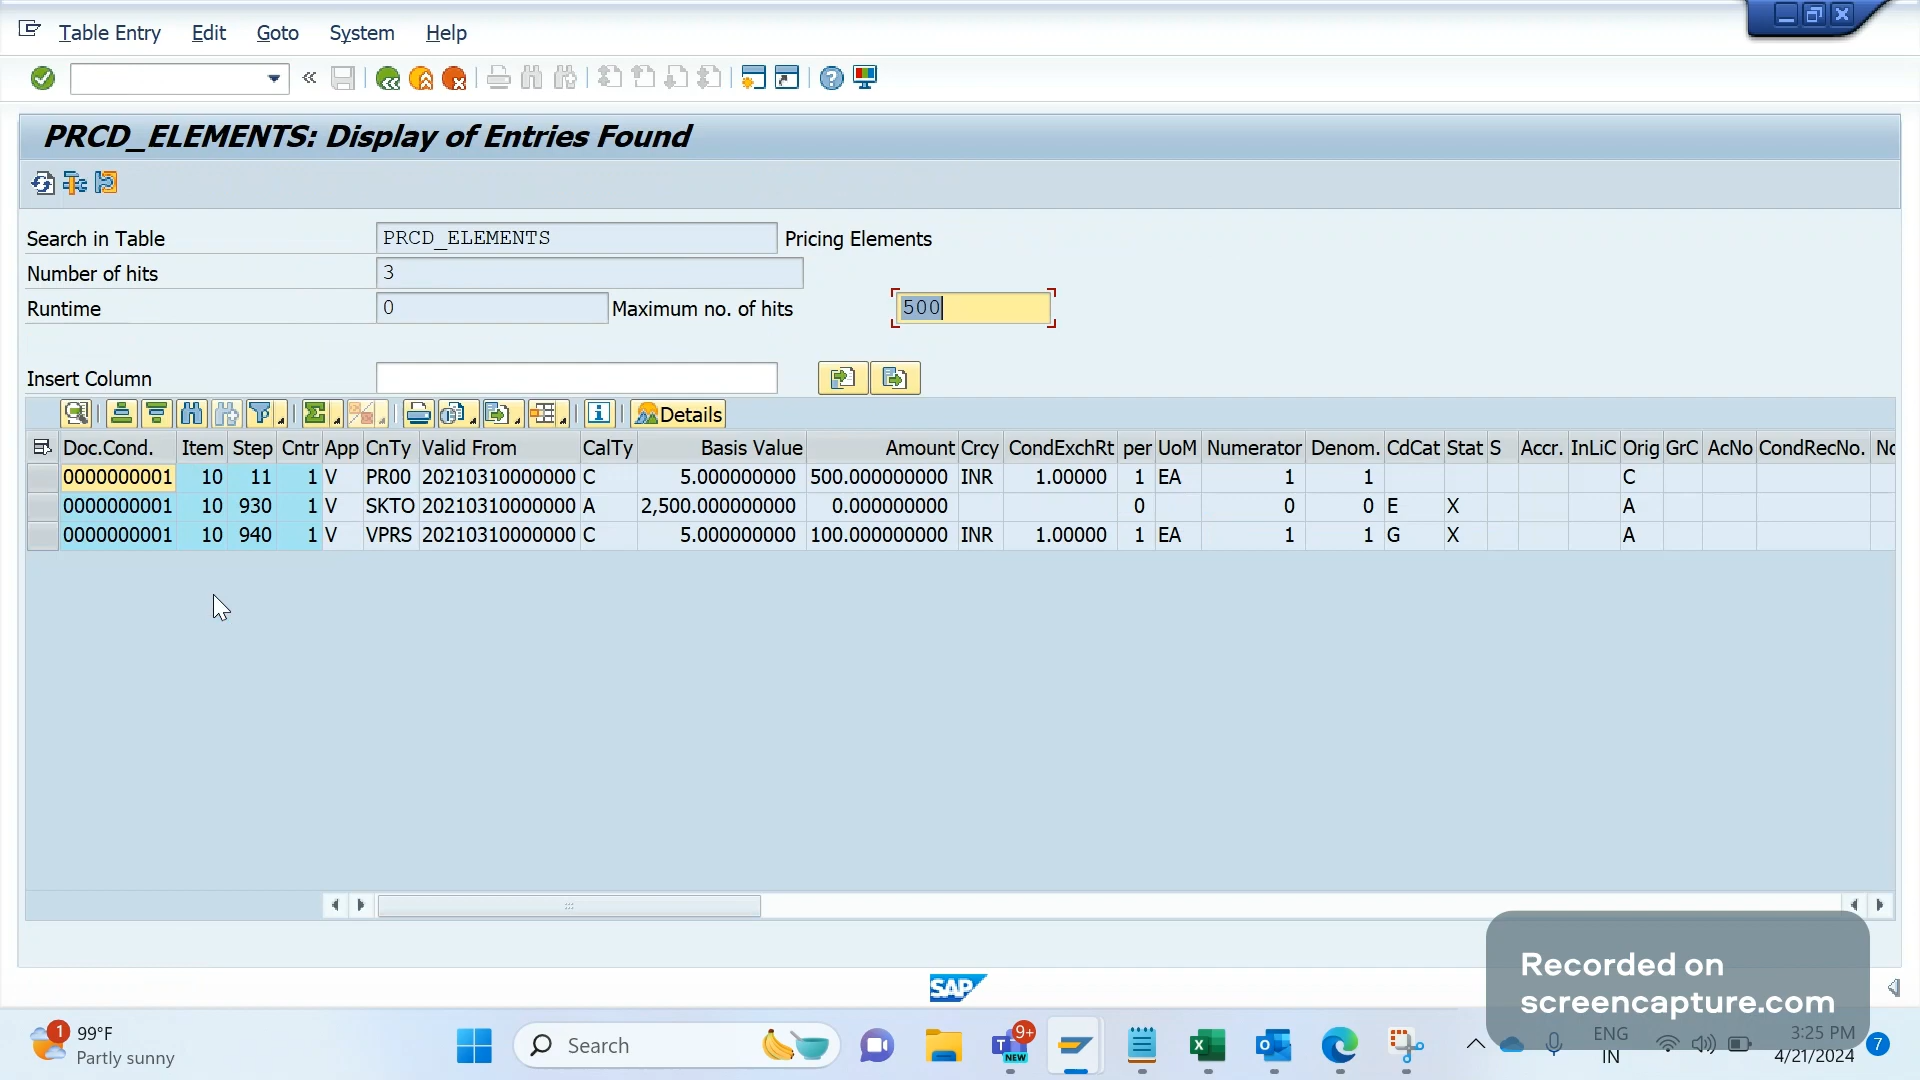 Table Entry Edit Goto System Help
PRCD_ELEMENTS: Display of Entries Found
Search in Table PRCD_ELEMENTS Pricing Elements
Number of hits 3
Runtime 0 Maximum no. of hits 500
Insert Column
Details
Doc.Cond. Item Step Cntr App CnTy Valid From CalTy Basis Value Amount Crcy CondExchRt per UoM Numerator Denom. CdCat Stat S Accr. InLiC Orig GrC AcNo CondRecNo. Nc
0000000001 10 11 1 V PR00 20210310000000 C 5.000000000 500.000000000 INR 1.00000 1 EA 1 1 C
0000000001 10 930 1 V SKTO 20210310000000 A 2,500.000000000 0.000000000 0 0 0 E X A
0000000001 10 940 1 V VPRS 20210310000000 C 5.000000000 100.000000000 INR 1.00000 1 EA 1 1 G X A
SAP
Recorded on
screencapture.com
1 99°F
Partly sunny
Search
9+
T NEW
X
O
ENG
IN
3:25 PM
4/21/2024
7